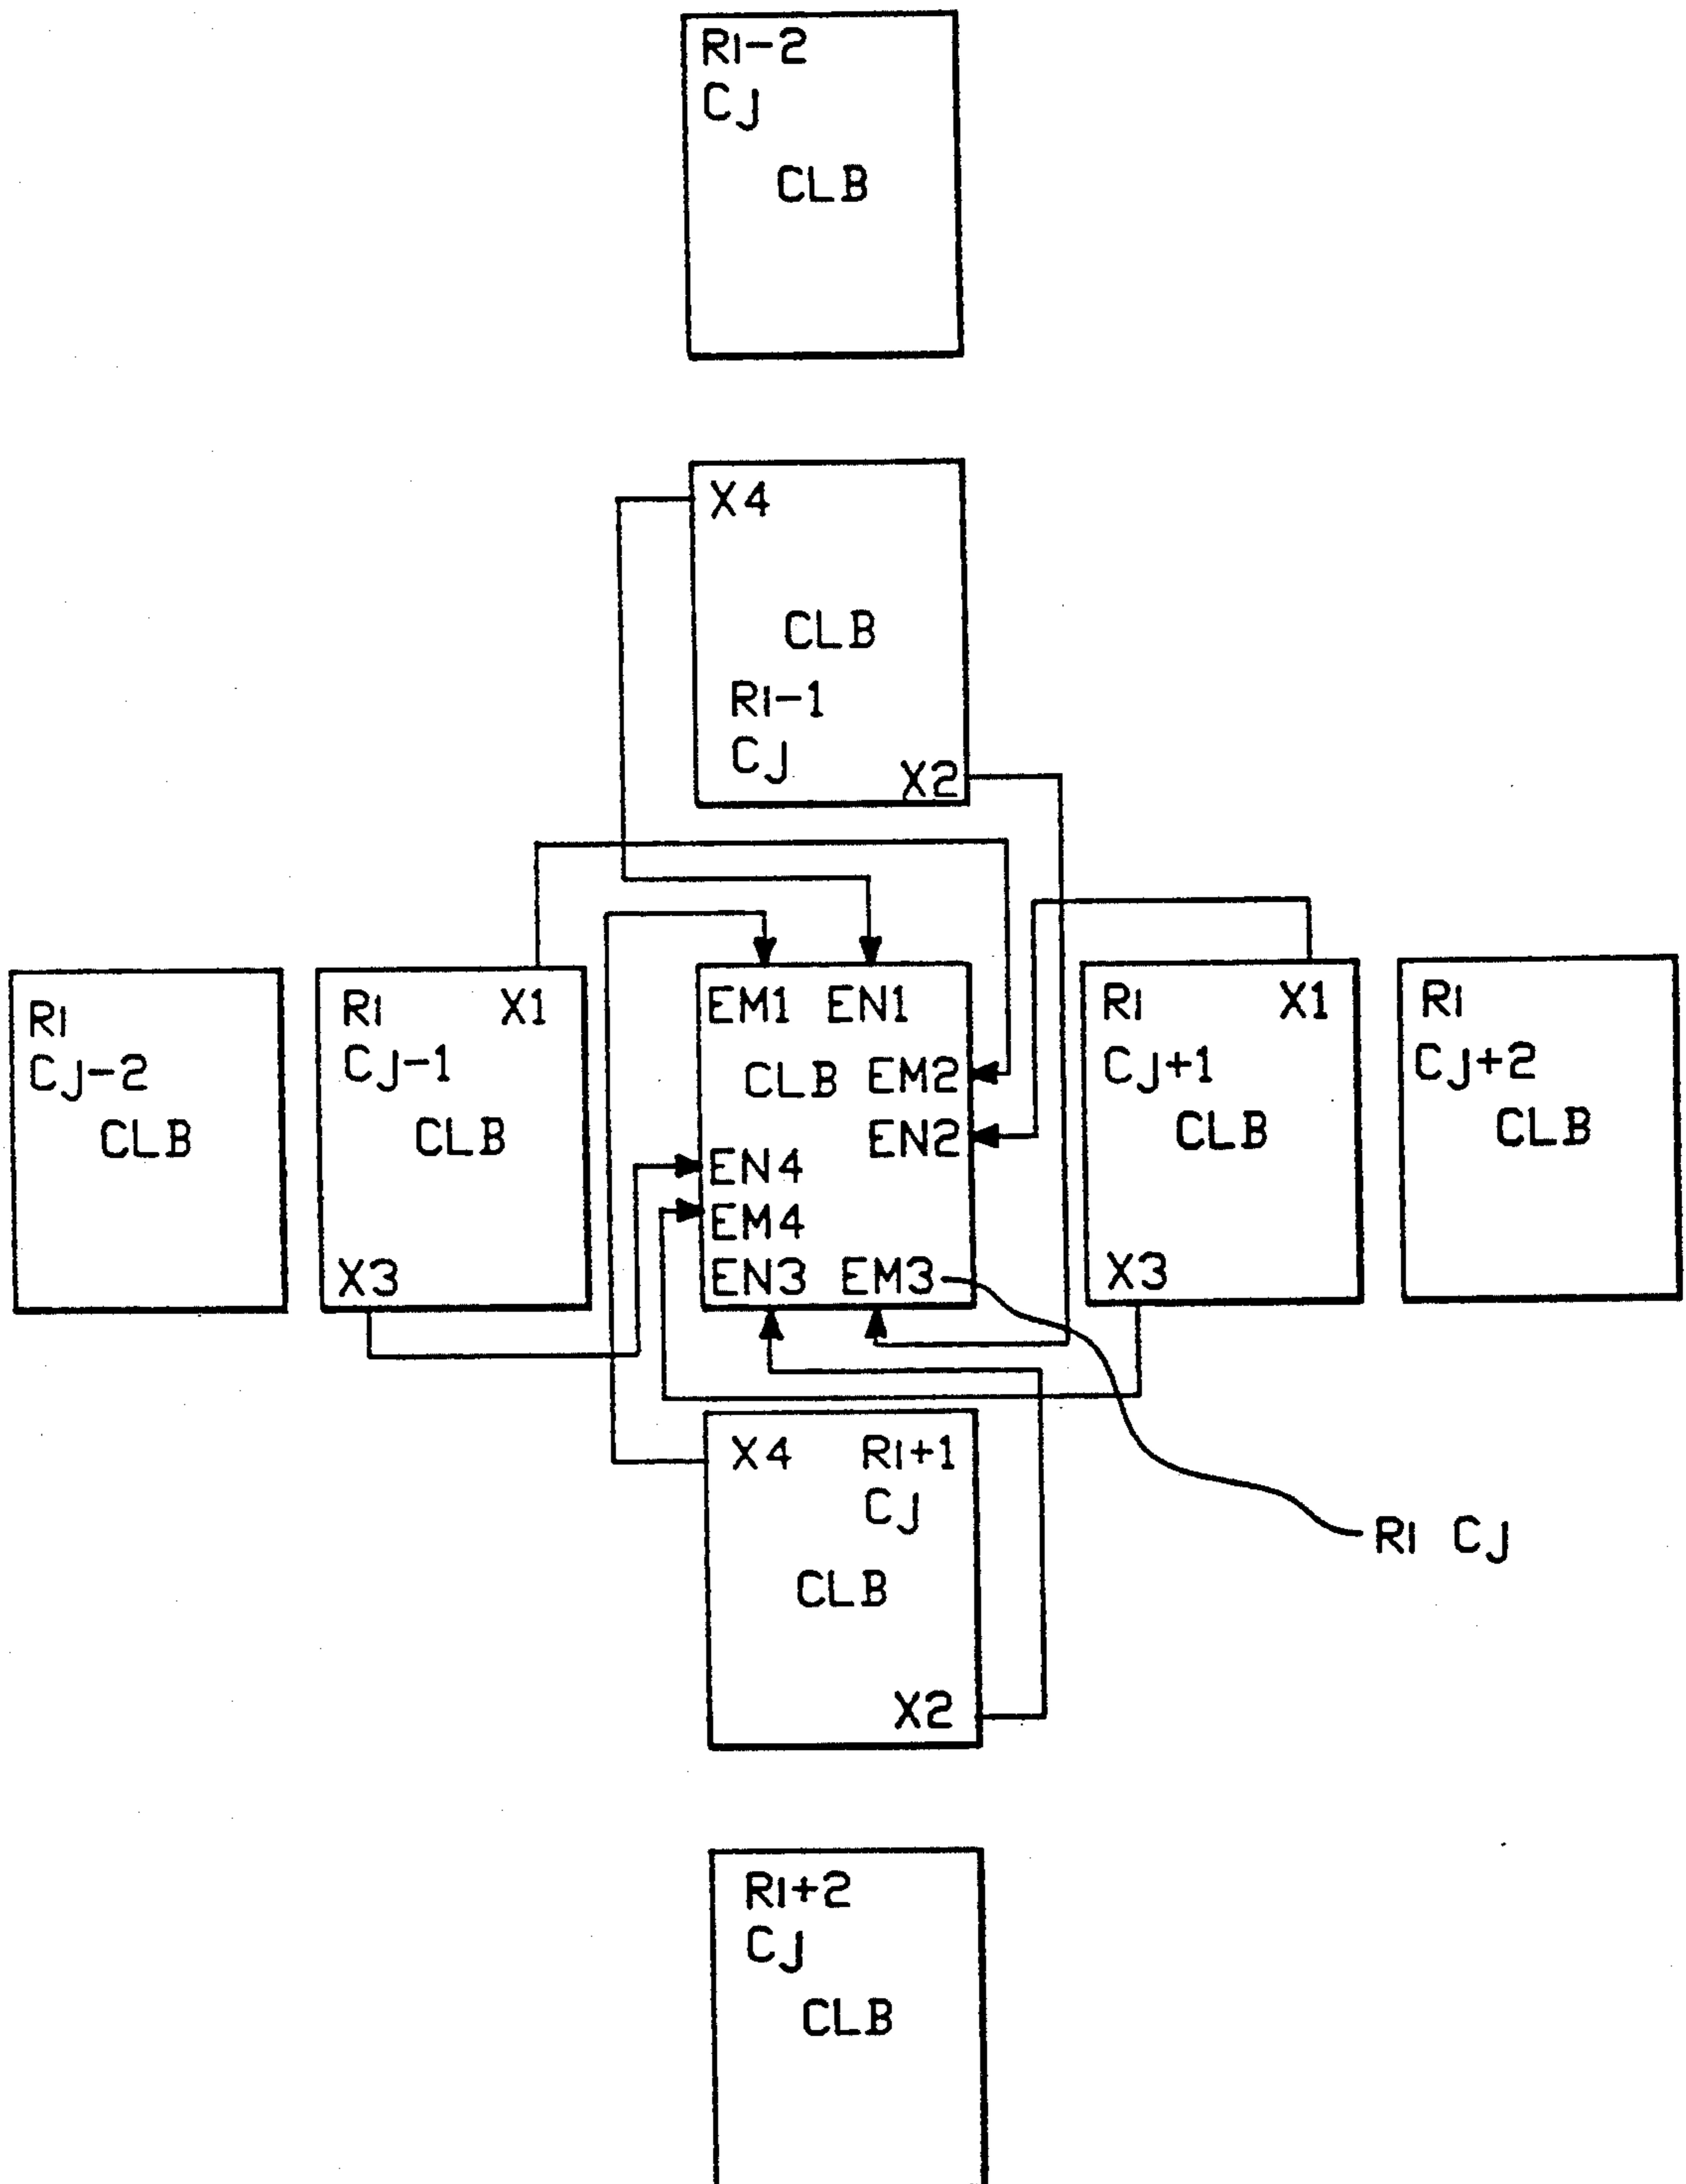 Ri-2
CJ
CLB
X4
CLB
Ri-1
CJ
X2
Ri
CJ-2
CLB
Ri X1
CJ-1
CLB
X3
EM1 EN1
CLB EM2
EN2
EN4
EM4
EN3 EM3
Ri X1
CJ+1
CLB
X3
Ri
CJ+2
CLB
X4 Ri+1
CJ
CLB
X2
Ri CJ
Ri+2
CJ
CLB